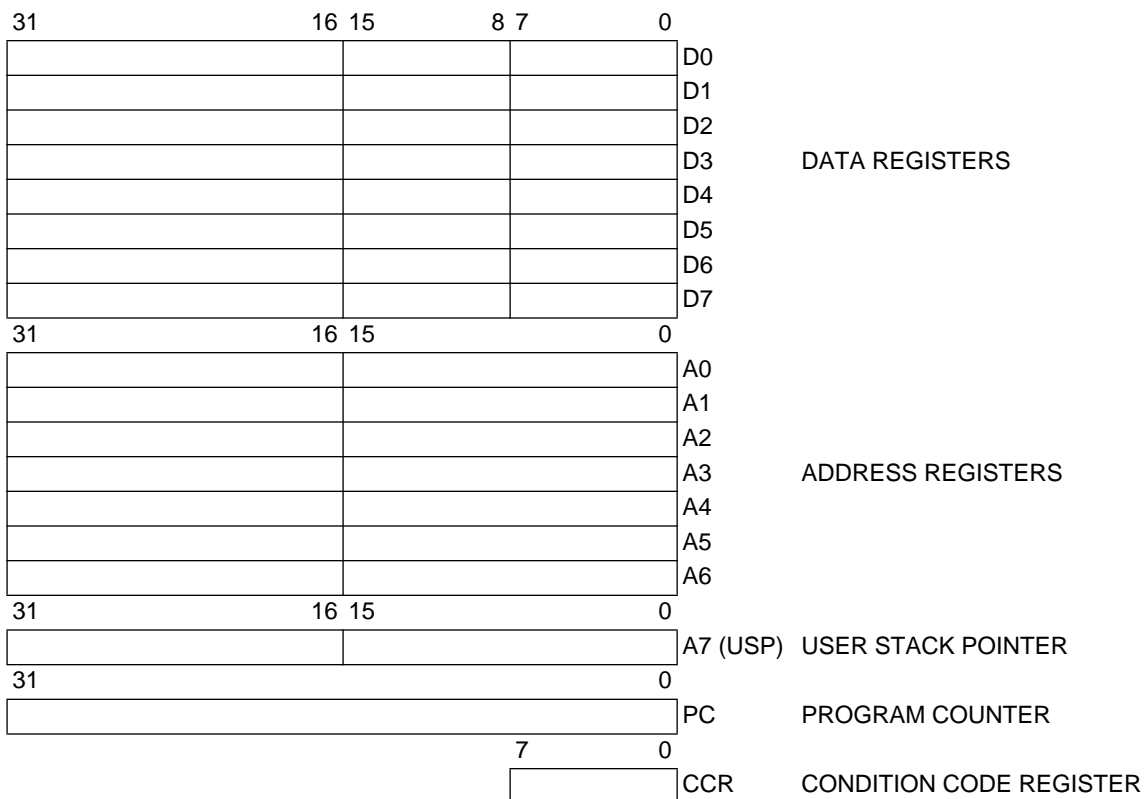 31 16 15 8 7 0
D0
D1
D2
D3 DATA REGISTERS
D4
D5
D6
D7
31 16 15 0
A0
A1
A2
A3 ADDRESS REGISTERS
A4
A5
A6
31 16 15 0
A7 (USP) USER STACK POINTER
31 0
PC PROGRAM COUNTER
7 0
CCR CONDITION CODE REGISTER